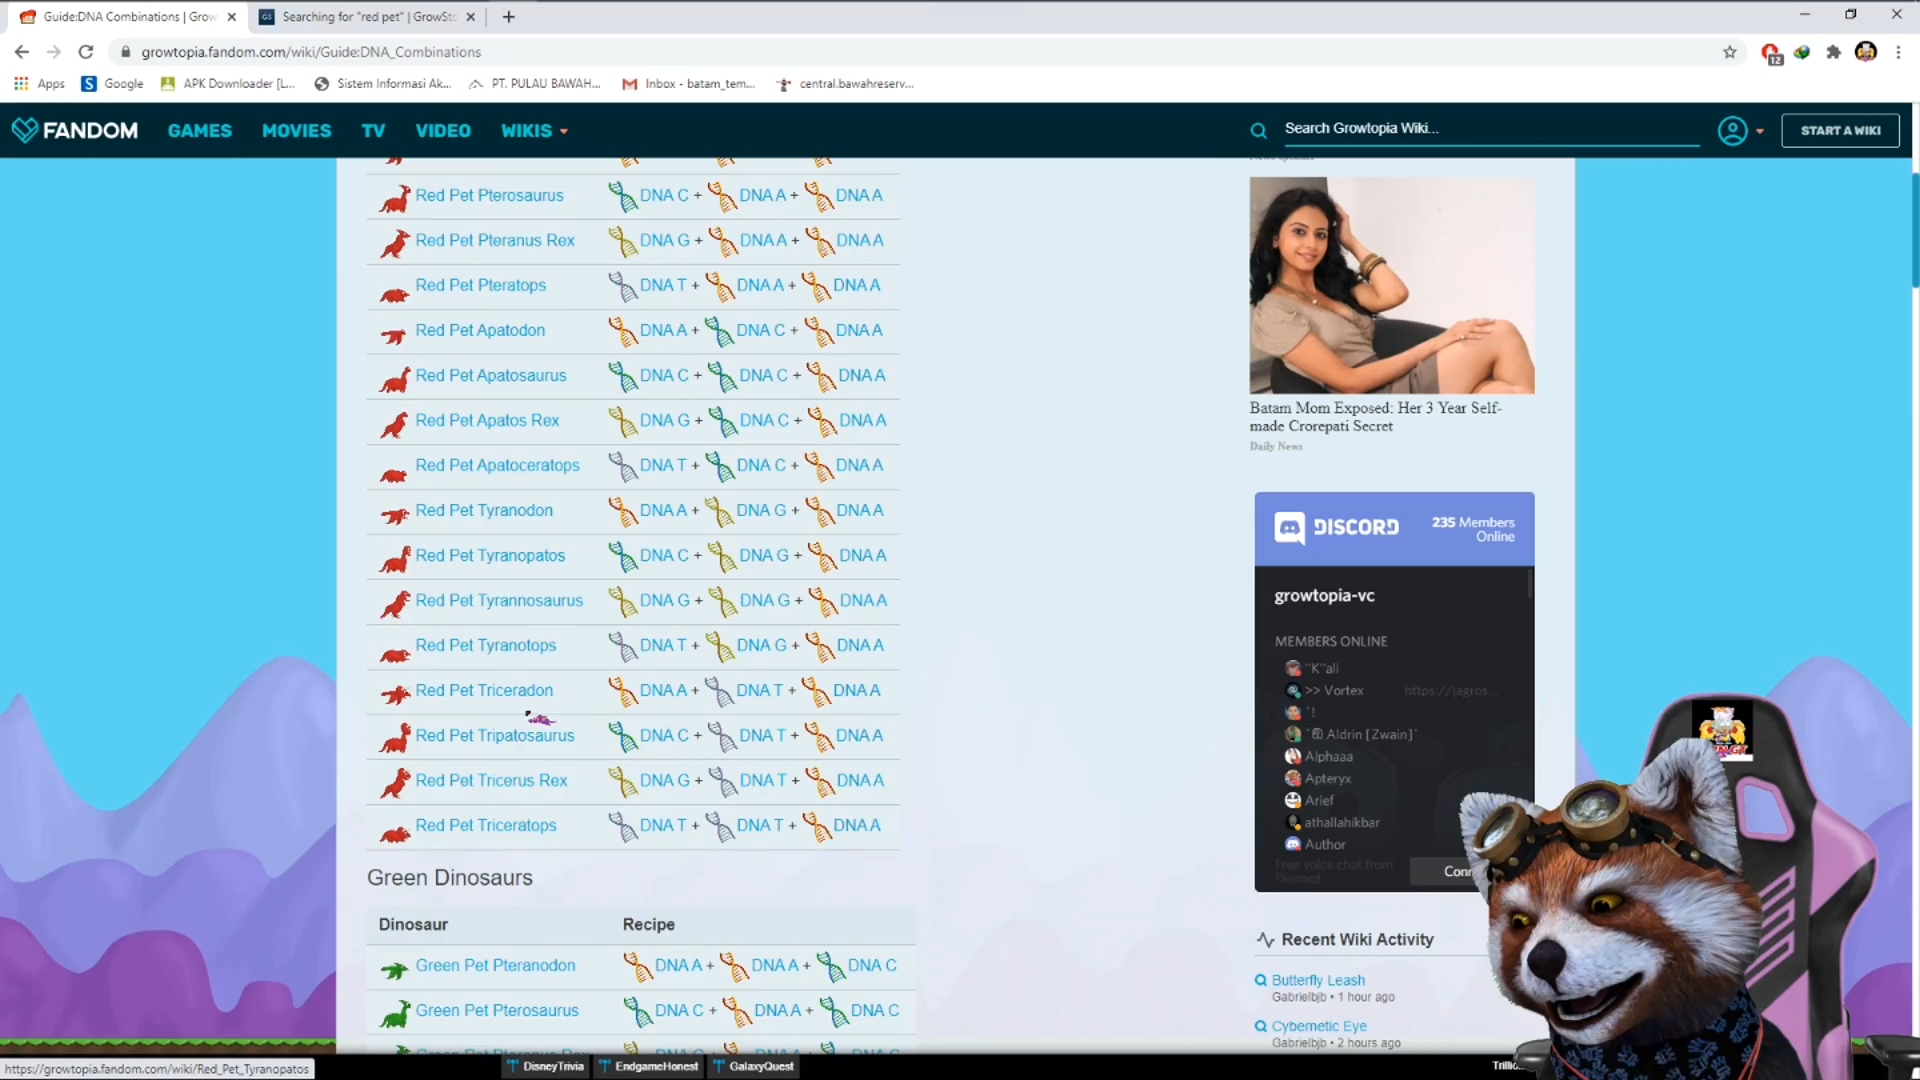 Guide:DNA Combinations | Grow
Searching for "red pet" | GrowSto
growtopia.fandom.com/wiki/Guide:DNA_Combinations
12
Apps
Google
APK Downloader [L...
Sistem Informasi Ak...
PT. PULAU BAWAH...
Inbox - batam_tem...
central.bawahreserv...
FANDOM
GAMES
MOVIES
TV
VIDEO
WIKIS
Search Growtopia Wiki...
START A WIKI
Red Pet Pterosaurus DNA C + DNA A + DNA A
Red Pet Pteranus Rex DNA G + DNA A + DNA A
Red Pet Pteratops DNA T + DNA A + DNA A
Red Pet Apatodon DNA A + DNA C + DNA A
Red Pet Apatosaurus DNA C + DNA C + DNA A
Red Pet Apatos Rex DNA G + DNA C + DNA A
Red Pet Apatoceratops DNA T + DNA C + DNA A
Red Pet Tyranodon DNA A + DNA G + DNA A
Red Pet Tyranopatos DNA C + DNA G + DNA A
Red Pet Tyrannosaurus DNA G + DNA G + DNA A
Red Pet Tyranotops DNA T + DNA G + DNA A
Red Pet Triceradon DNA A + DNA T + DNA A
Red Pet Tripatosaurus DNA C + DNA T + DNA A
Red Pet Tricerus Rex DNA G + DNA T + DNA A
Red Pet Triceratops DNA T + DNA T + DNA A
Green Dinosaurs
Dinosaur Recipe
Green Pet Pteranodon DNA A + DNA A + DNA C
Green Pet Pterosaurus DNA C + DNA A + DNA C
Batam Mom Exposed: Her 3 Year Self-
made Crorepati Secret
Daily News
DISCORD
235 Members
Online
growtopia-vc
MEMBERS ONLINE
"K"ali
>> Vortex https://jagros...
`!
Aldrin [Zwain]`
Alphaaa
Apteryx
Arief
athallahikbar
Author
Free voice chat from
Discord
Recent Wiki Activity
Butterfly Leash
Gabrielbjb • 1 hour ago
Cybernetic Eye
Gabrielbjb • 2 hours ago
https://growtopia.fandom.com/wiki/Red_Pet_Tyranopatos
DisneyTrivia
EndgameHonest
GalaxyQuest